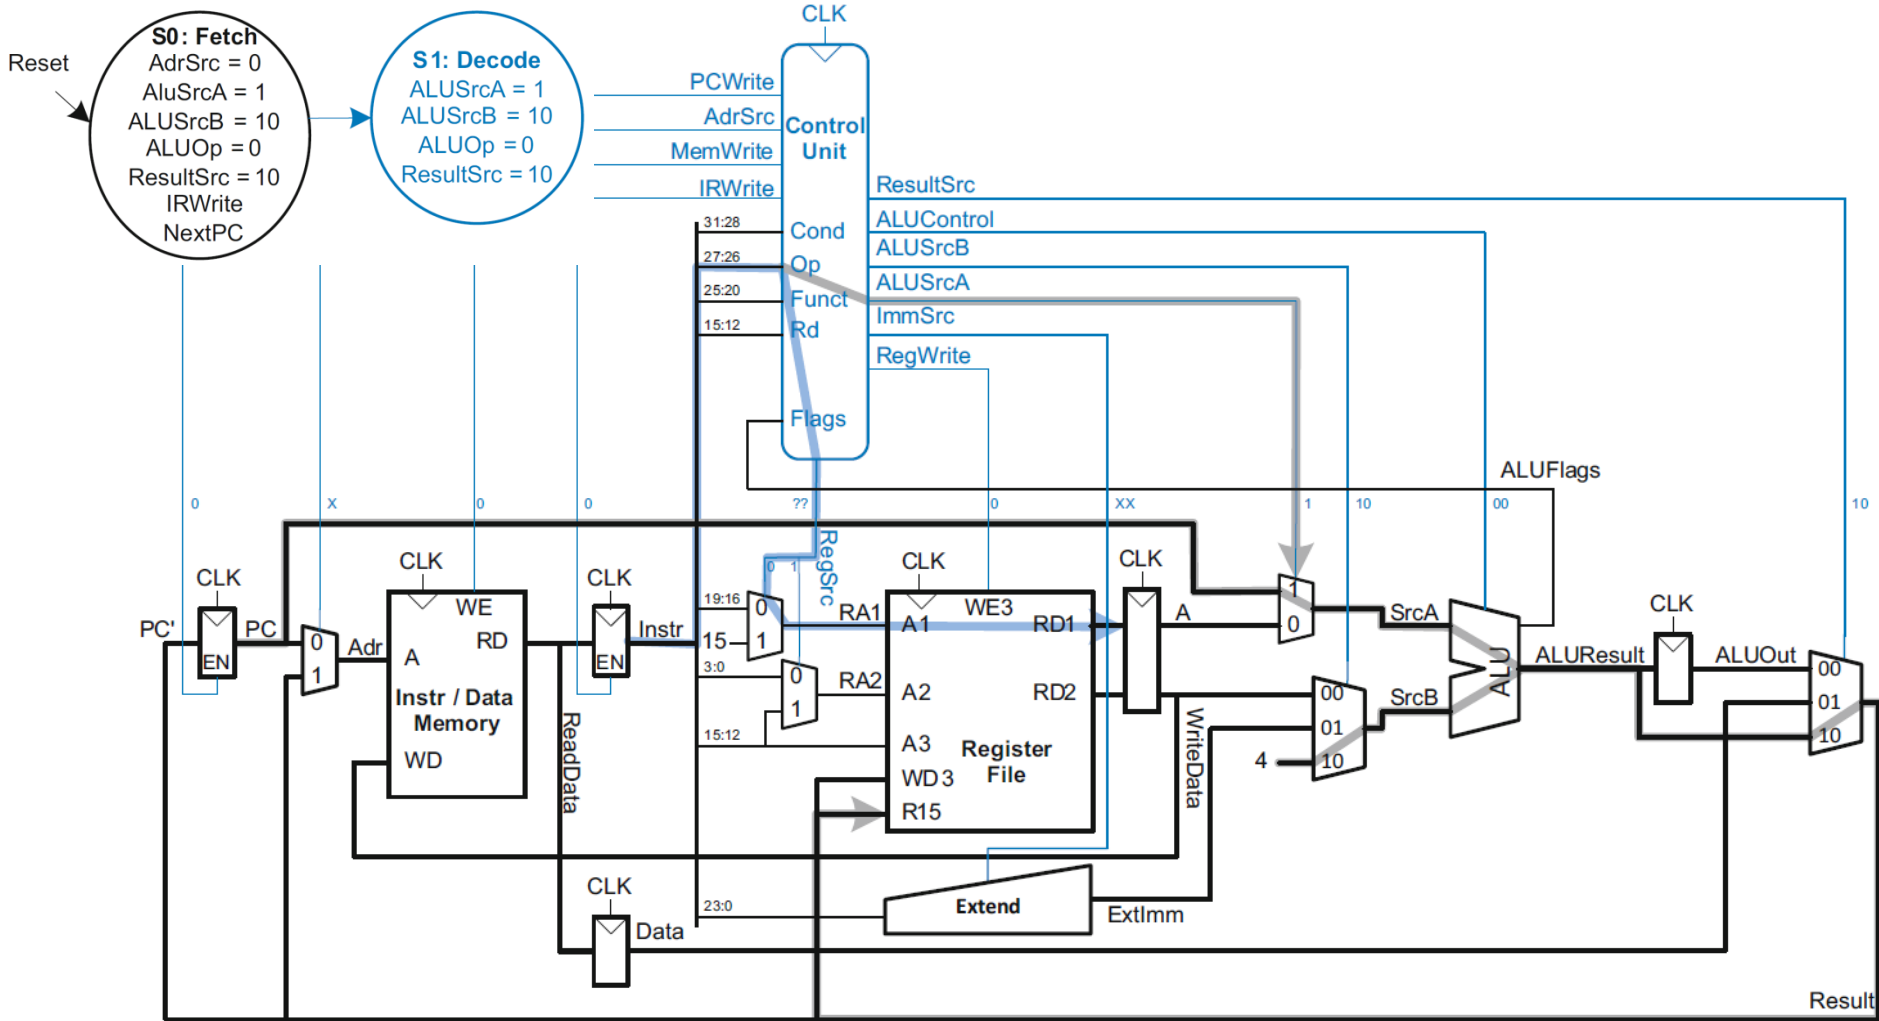 Reset
S0: Fetch
AdrSrc = 0
AluSrcA = 1
ALUSrcB = 10
ALUOp = 0
ResultSrc = 10
IRWrite
NextPC
S1: Decode
ALUSrcA = 1
ALUSrcB = 10
ALUOp = 0
ResultSrc = 10
CLK
PCWrite
AdrSrc
MemWrite
IRWrite
Control
Unit
31:28
Cond
27:26
Op
25:20
Funct
15:12
Rd
Flags
ResultSrc
ALUControl
ALUSrcB
ALUSrcA
ImmSrc
RegWrite
ALUFlags
0
X
0
0
??
0
XX
1
10
00
10
RegSrc
0 1
CLK
PC'
PC
EN
0
1
Adr
CLK
WE
RD
A
Instr / Data
Memory
WD
ReadData
CLK
EN
Instr
19:16
15
0
1
RA1
3:0
0
1
RA2
15:12
CLK
WE3
A1
RD1
A2
RD2
A3
WD3
R15
Register
File
CLK
A
WriteData
1
0
SrcA
00
01
10
4
SrcB
ALU
ALUResult
CLK
ALUOut
00
01
10
23:0
Extend
ExtImm
CLK
Data
Result